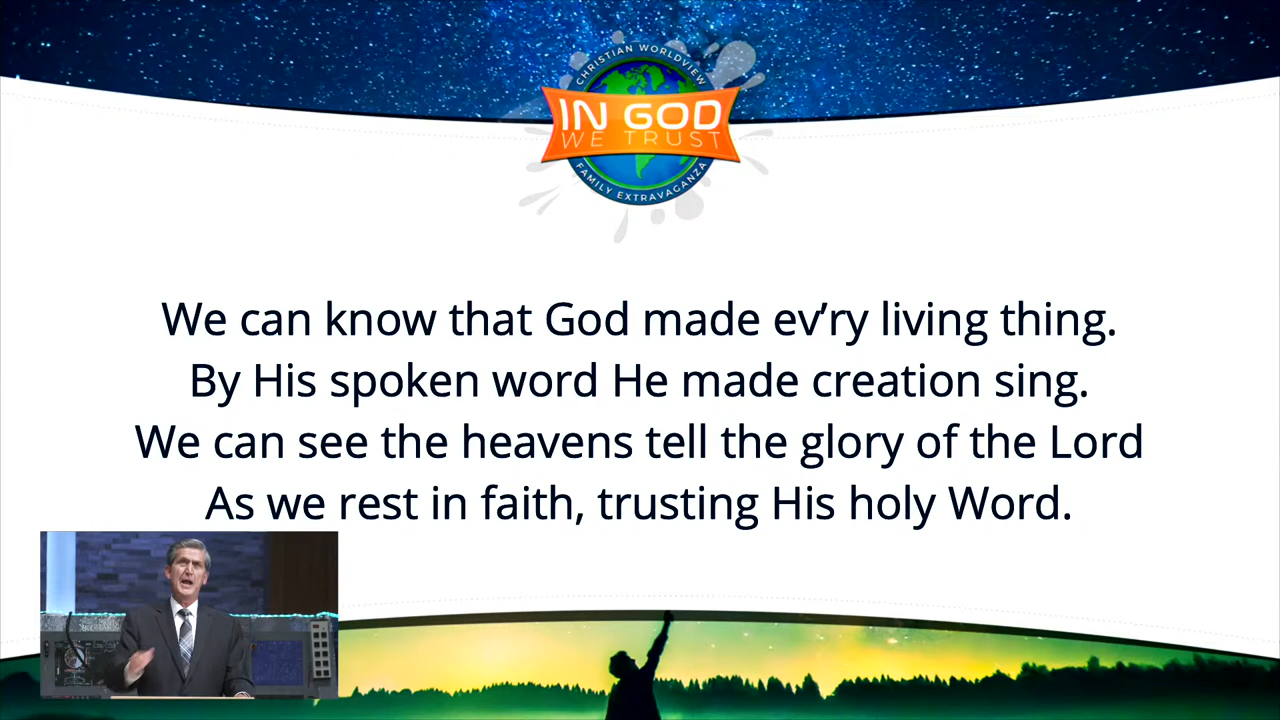 CHRISTIAN WORLDVIEW
IN GOD
WE TRUST
FAMILY EXTRAVAGANZA
We can know that God made ev’ry living thing.
By His spoken word He made creation sing.
We can see the heavens tell the glory of the Lord
As we rest in faith, trusting His holy Word.